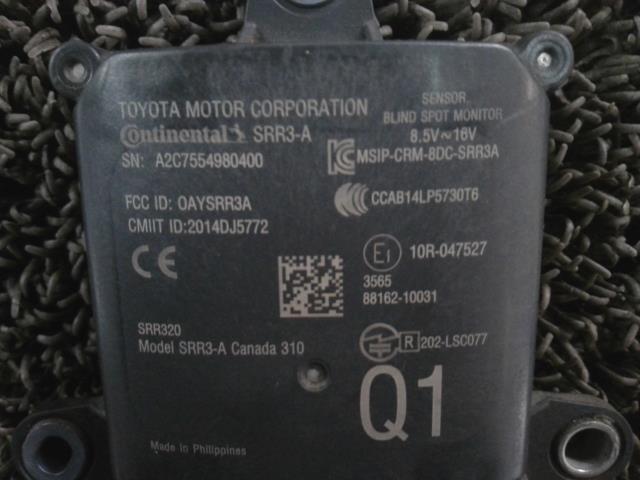 TOYOTA MOTOR CORPORATION
Continental SRR3-A
SN: A2C7554980400
SENSOR,
BLIND SPOT MONITOR
8.5V~16V
MSIP-CRM-8DC-SRR3A
FCC ID: OAYSRR3A
CMIIT ID:2014DJ5772
CCAB14LP5730T6
CE
E1 10R-047527
3565
88162-10031
SRR320
Model SRR3-A Canada 310
R 202-LSC077
Q1
Made in Philippines